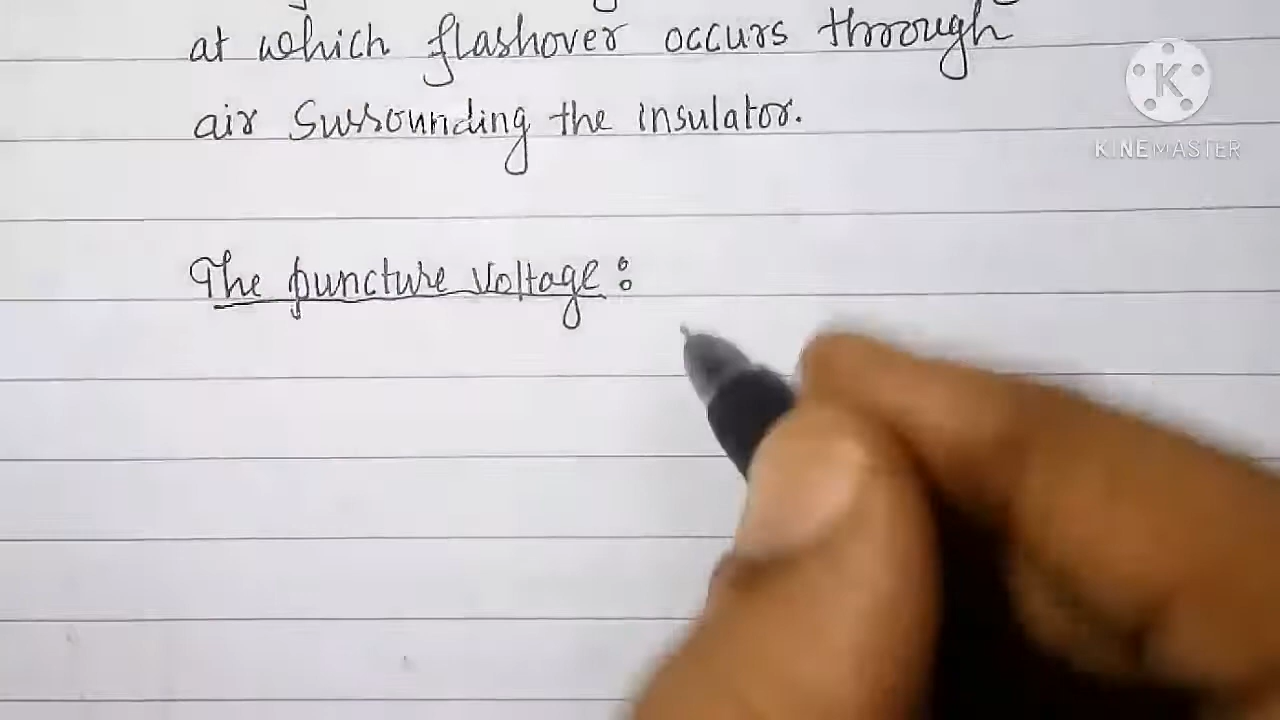 at which flashover occurs through
air surrounding the insulator.
The puncture voltage :
K
KINEMASTER